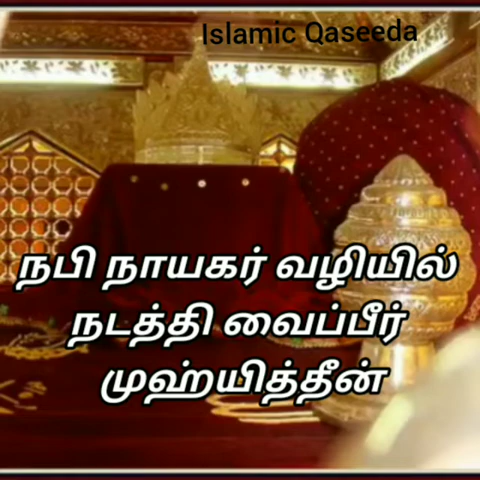 Islamic Qaseeda
நபி நாயகர் வழியில்
நடத்தி வைப்பீர்
முஹ்யித்தீன்